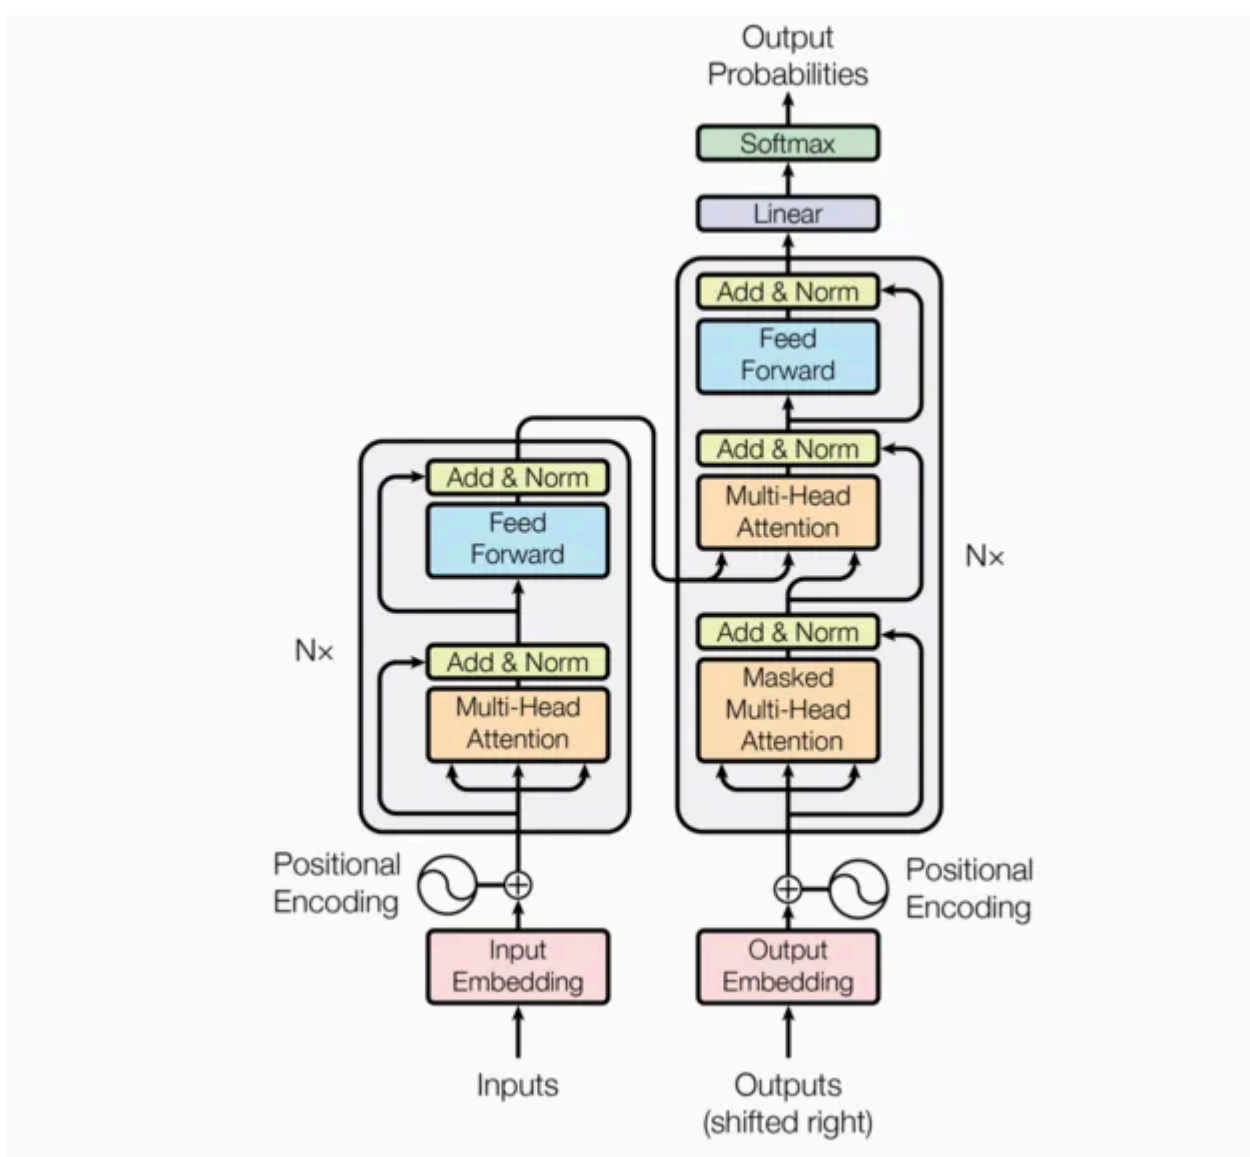 Output
Probabilities
Softmax
Linear
Add & Norm
Feed
Forward
Add & Norm
Multi-Head
Attention
Nx
Add & Norm
Masked
Multi-Head
Attention
Add & Norm
Feed
Forward
Nx
Add & Norm
Multi-Head
Attention
Positional
Encoding
Positional
Encoding
Input
Embedding
Output
Embedding
Inputs
Outputs
(shifted right)